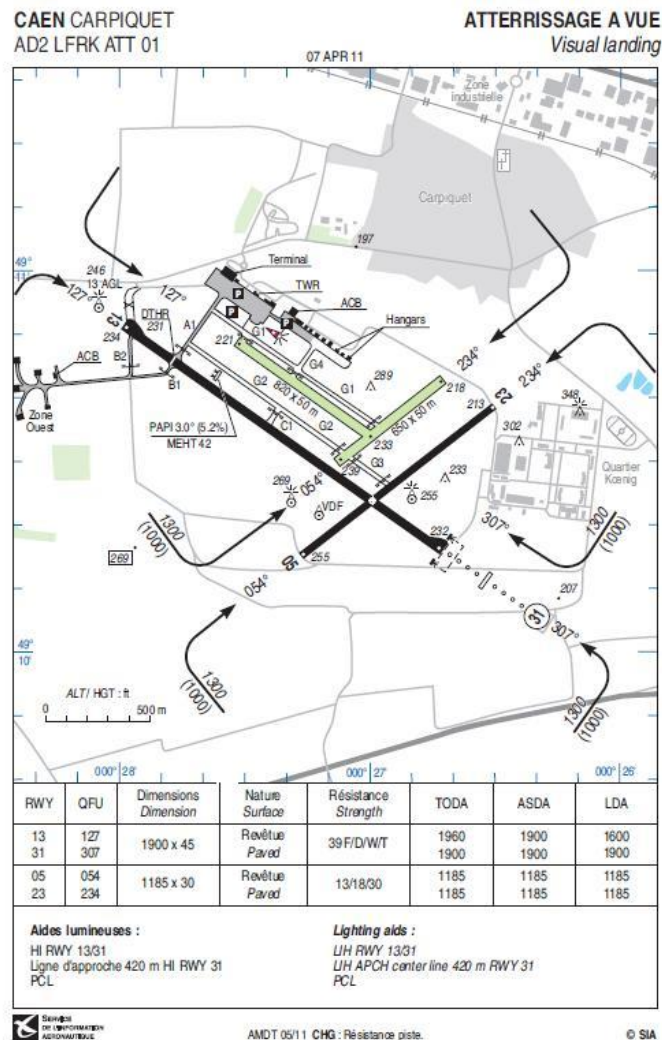 CAEN CARPIQUET
AD2 LFRK ATT 01
ATTERRISSAGE A VUE
Visual landing
07 APR 11
Zone
industrielle
Carpiquet
197
49°
11'
246
13 AGL
127°
127°
Terminal
TWR
ACB
Hangars
P
P
P
DTHR
231
13
234
A1
221
G1
G4
G1
289
234°
234°
218
23
213
348
302
ACB
B2
B1
Zone
Ouest
G2
820 x 50 m
G2
650 x 50 m
PAPI 3.0° (5.2%)
MEHT 42
C1
233
239
G3
233
Quartier
Kœnig
269
054°
VDF
255
232
307°
1300
(1000)
1300
(1000)
269
05
255
054°
207
31
307°
49°
10'
1300
(1000)
1300
(1000)
ALT/ HGT : ft
0 500 m
000° 28
000° 27
000° 26
RWY QFU Dimensions Nature Résistance TODA ASDA LDA
Dimension Surface Strength
13 127 1900 x 45 Revêtue 39 F/D/W/T 1960 1900 1600
31 307 Paved 1900 1900 1900
05 054 1185 x 30 Revêtue 13/18/30 1185 1185 1185
23 234 Paved 1185 1185 1185
Aides lumineuses :
HI RWY 13/31
Ligne d'approche 420 m HI RWY 31
PCL
Lighting aids :
LIH RWY 13/31
LIH APCH center line 420 m RWY 31
PCL
SERVICE
DE L'INFORMATION
AERONAUTIQUE
AMDT 05/11 CHG : Résistance piste.
© SIA